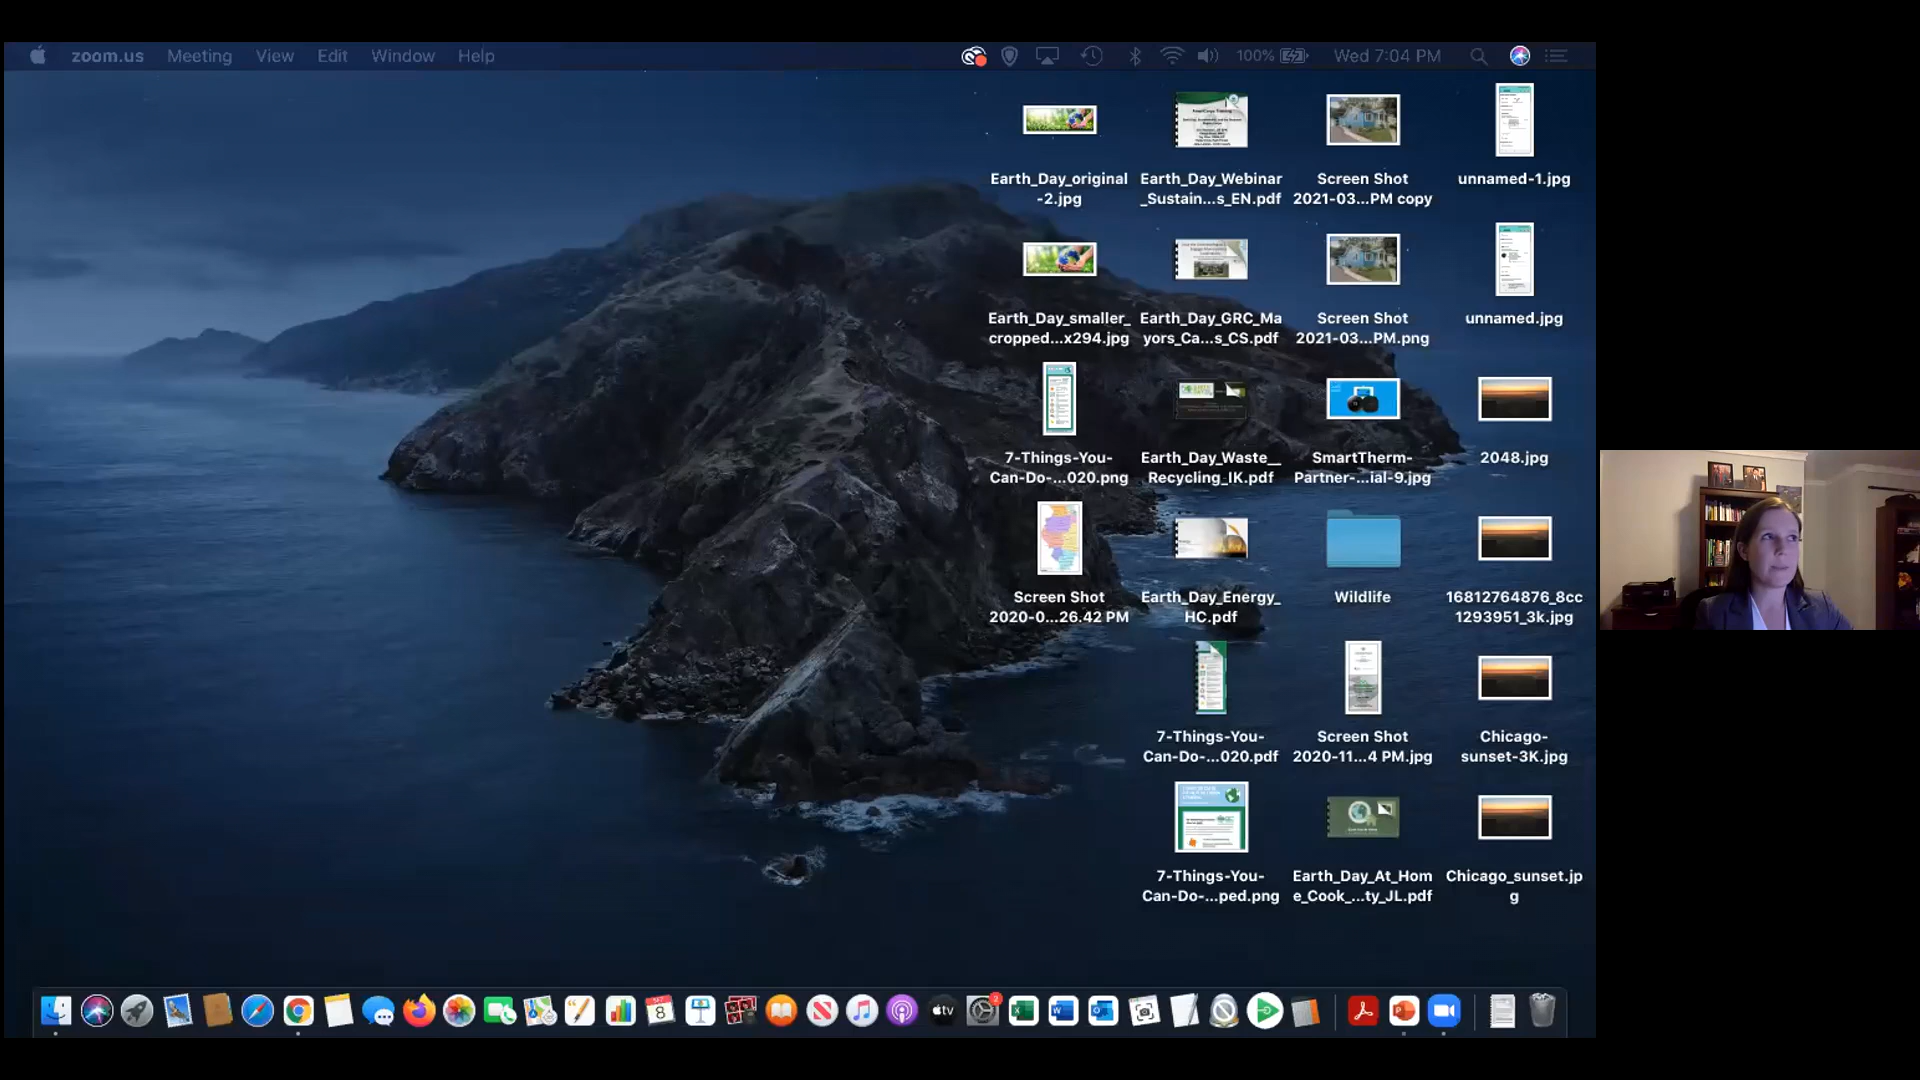 zoom.us Meeting View Edit Window Help 100% Wed 7:04 PM
Earth_Day_original
-2.jpg
Earth_Day_Webinar
_Sustain...s_EN.pdf
Screen Shot
2021-03...PM copy
unnamed-1.jpg
Earth_Day_smaller_
cropped...x294.jpg
Earth_Day_GRC_Ma
yors_Ca...s_CS.pdf
Screen Shot
2021-03...PM.png
unnamed.jpg
7-Things-You-
Can-Do-...020.png
Earth_Day_Waste__
Recycling_IK.pdf
SmartTherm-
Partner-...ial-9.jpg
2048.jpg
Screen Shot
2020-0...26.42 PM
Earth_Day_Energy_
HC.pdf
Wildlife
16812764876_8cc
1293951_3k.jpg
7-Things-You-
Can-Do-...020.pdf
Screen Shot
2020-11...4 PM.jpg
Chicago-
sunset-3K.jpg
7-Things-You-
Can-Do-...ped.png
Earth_Day_At_Hom
e_Cook_...ty_JL.pdf
Chicago_sunset.jp
g
8
tv
2